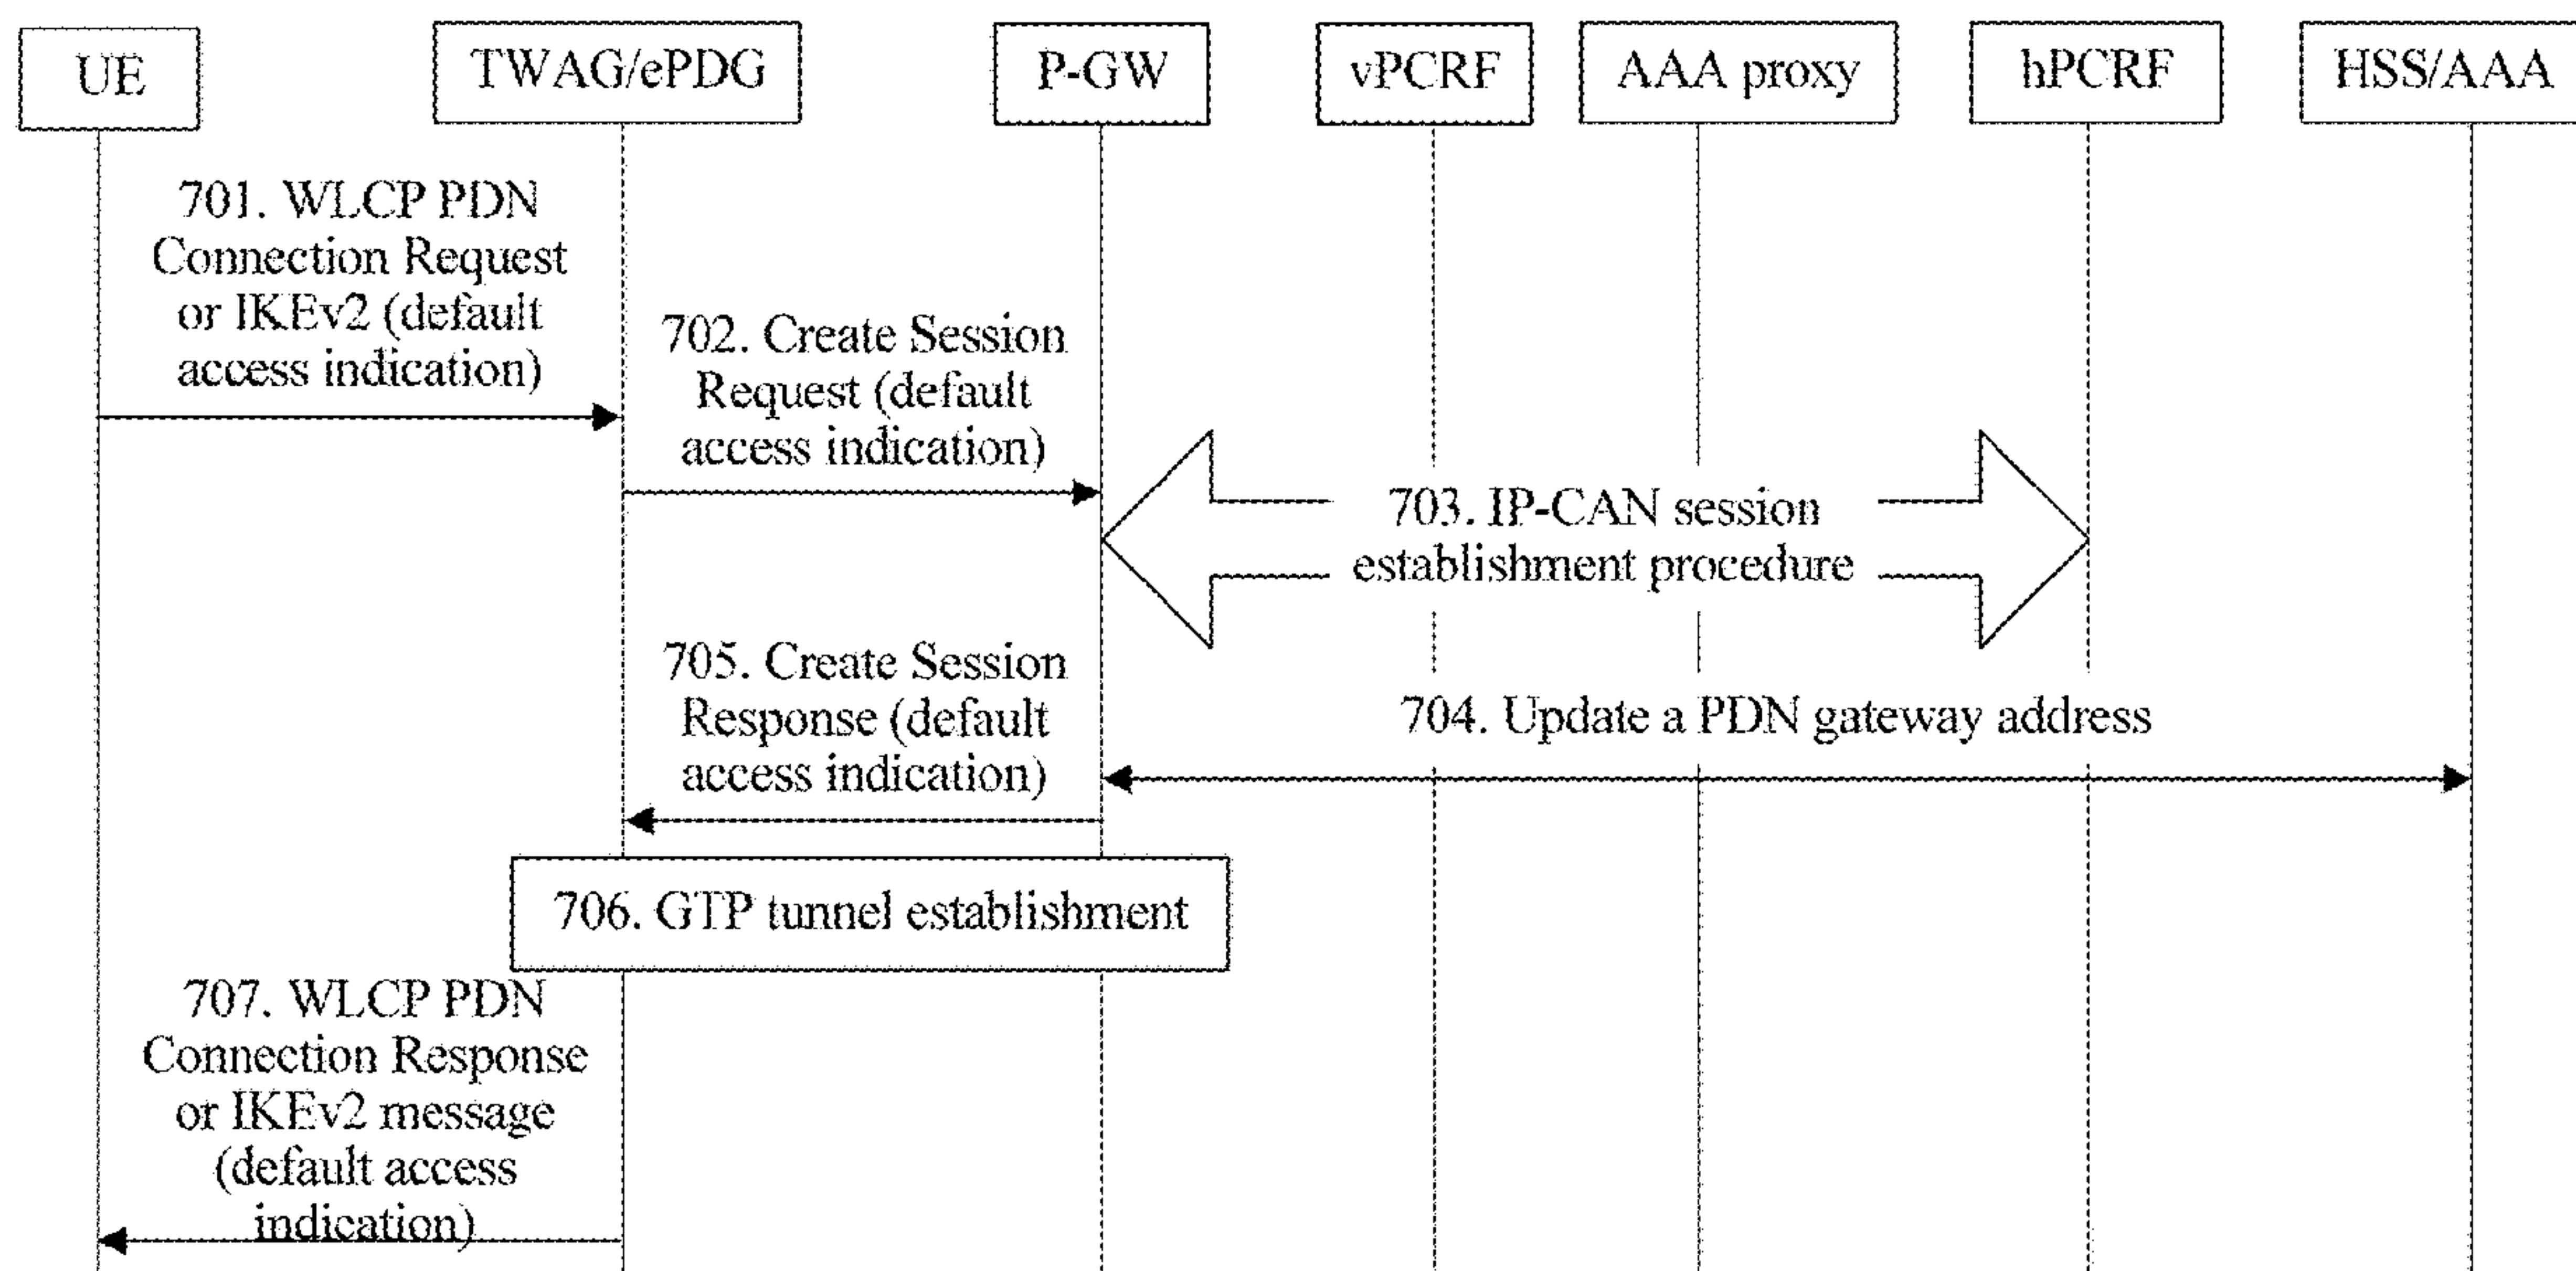 UE
TWAG/ePDG
P-GW
vPCRF
AAA proxy
hPCRF
HSS/AAA
701. WLCP PDN
Connection Request
or IKEv2 (default
access indication)
702. Create Session
Request (default
access indication)
703. IP-CAN session
establishment procedure
704. Update a PDN gateway address
705. Create Session
Response (default
access indication)
706. GTP tunnel establishment
707. WLCP PDN
Connection Response
or IKEv2 message
(default access
indication)